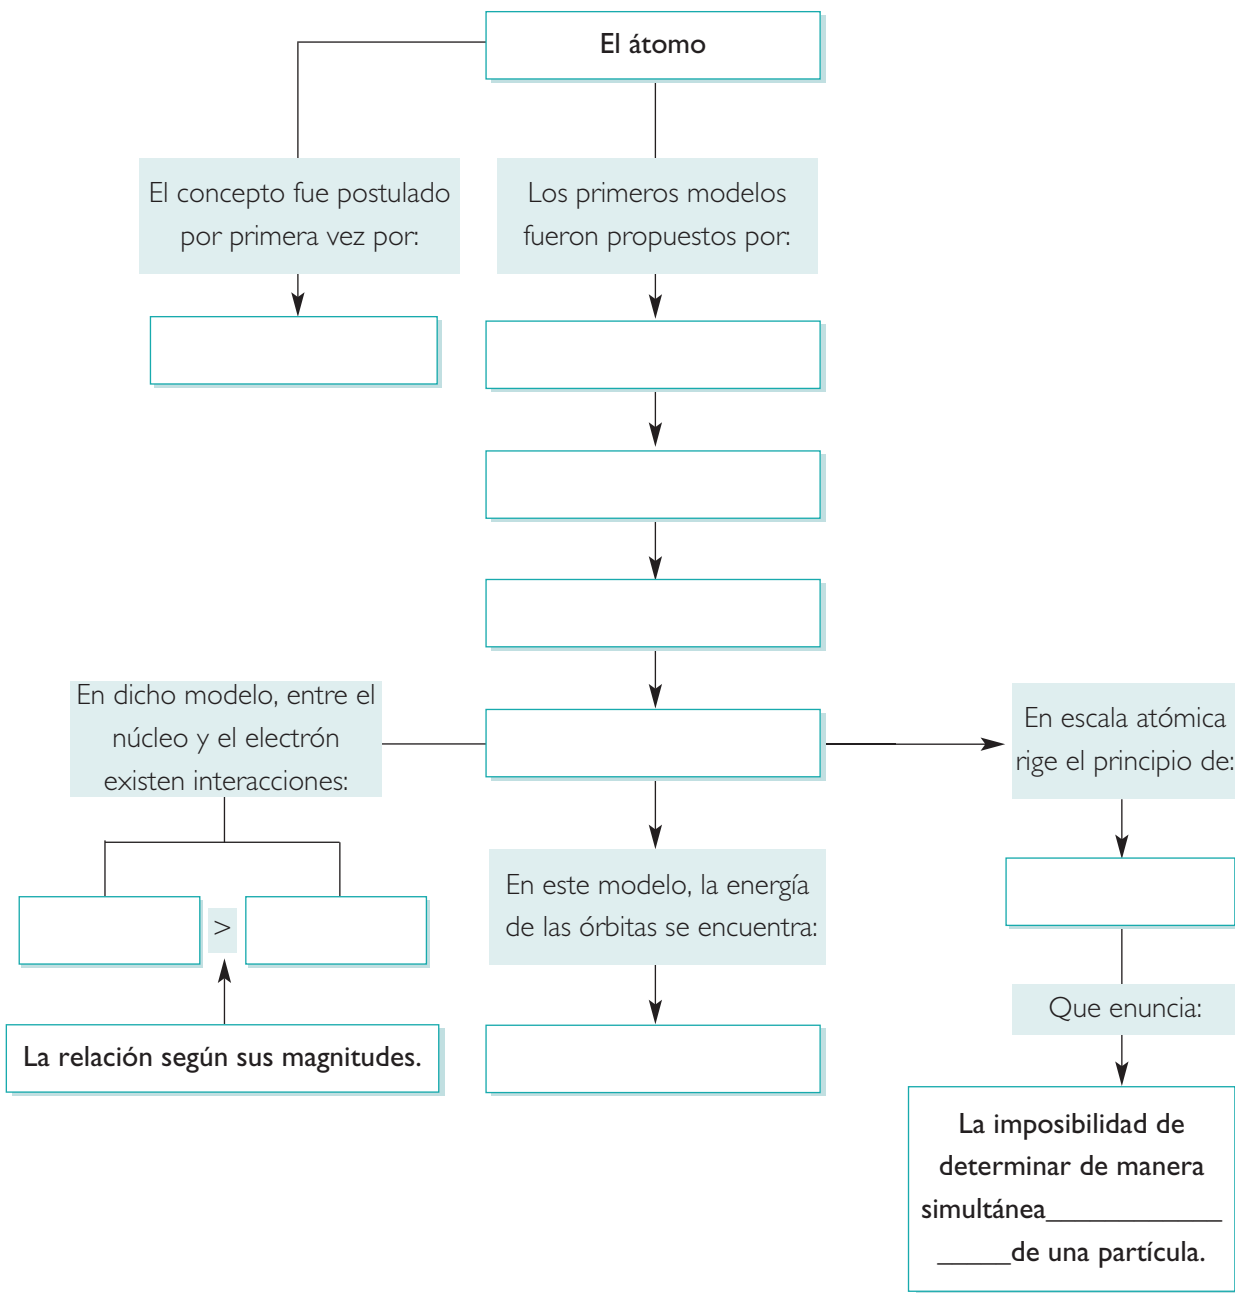 El átomo
El concepto fue postulado
por primera vez por:
Los primeros modelos
fueron propuestos por:
En dicho modelo, entre el
núcleo y el electrón
existen interacciones:
En escala atómica
rige el principio de:
>
En este modelo, la energía
de las órbitas se encuentra:
La relación según sus magnitudes.
Que enuncia:
La imposibilidad de
determinar de manera
simultánea____________
_____de una partícula.